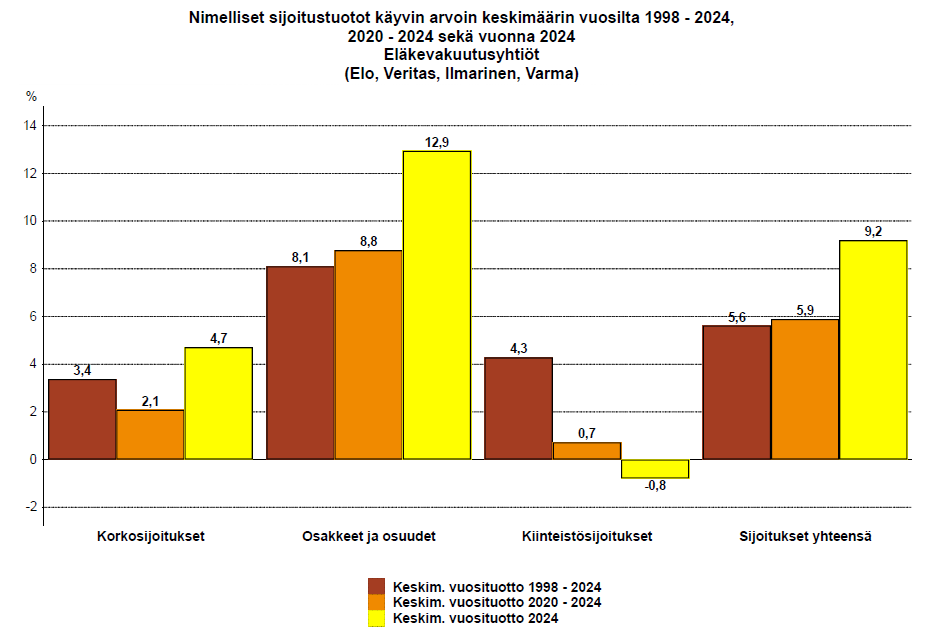 Nimelliset sijoitustuotot käyvin arvoin keskimäärin vuosilta 1998 - 2024,
2020 - 2024 sekä vuonna 2024
Eläkevakuutusyhtiöt
(Elo, Veritas, Ilmarinen, Varma)
%
14
12
10
8
6
4
2
0
-2
3,4
2,1
4,7
8,1
8,8
12,9
4,3
0,7
-0,8
5,6
5,9
9,2
Korkosijoitukset
Osakkeet ja osuudet
Kiinteistösijoitukset
Sijoitukset yhteensä
Keskim. vuosituotto 1998 - 2024
Keskim. vuosituotto 2020 - 2024
Keskim. vuosituotto 2024